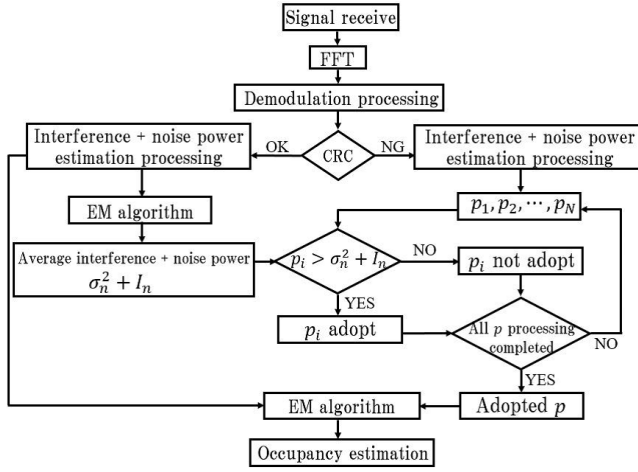 Signal receive
FFT
Demodulation processing
Interference + noise power
estimation processing
OK
CRC
NG
Interference + noise power
estimation processing
EM algorithm
p₁, p₂, ⋯, p_N
Average interference + noise power
σₙ² + Iₙ
pᵢ > σₙ² + Iₙ
NO
pᵢ not adopt
YES
pᵢ adopt
All p processing
completed
NO
YES
EM algorithm
Adopted p
Occupancy estimation